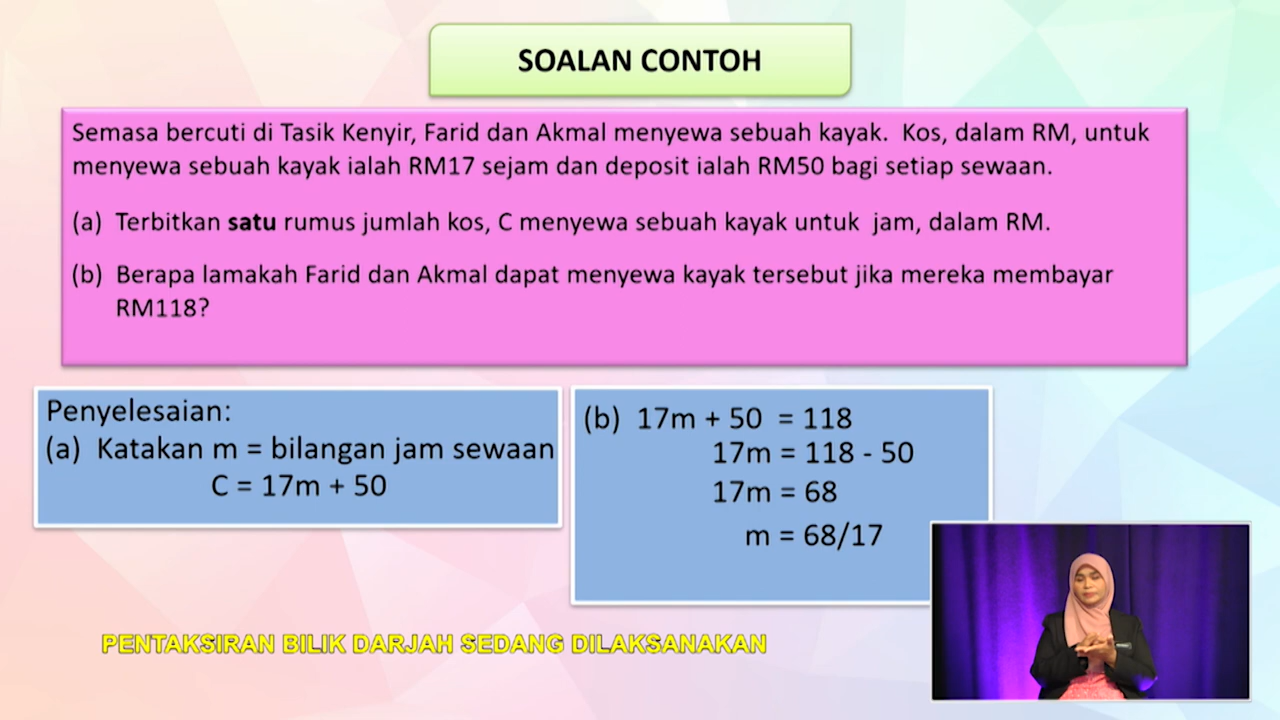 SOALAN CONTOH
Semasa bercuti di Tasik Kenyir, Farid dan Akmal menyewa sebuah kayak. Kos, dalam RM, untuk
menyewa sebuah kayak ialah RM17 sejam dan deposit ialah RM50 bagi setiap sewaan.
(a) Terbitkan satu rumus jumlah kos, C menyewa sebuah kayak untuk jam, dalam RM.
(b) Berapa lamakah Farid dan Akmal dapat menyewa kayak tersebut jika mereka membayar
RM118?
Penyelesaian:
(a) Katakan m = bilangan jam sewaan
C = 17m + 50
(b) 17m + 50 = 118
17m = 118 - 50
17m = 68
m = 68/17
PENTAKSIRAN BILIK DARJAH SEDANG DILAKSANAKAN